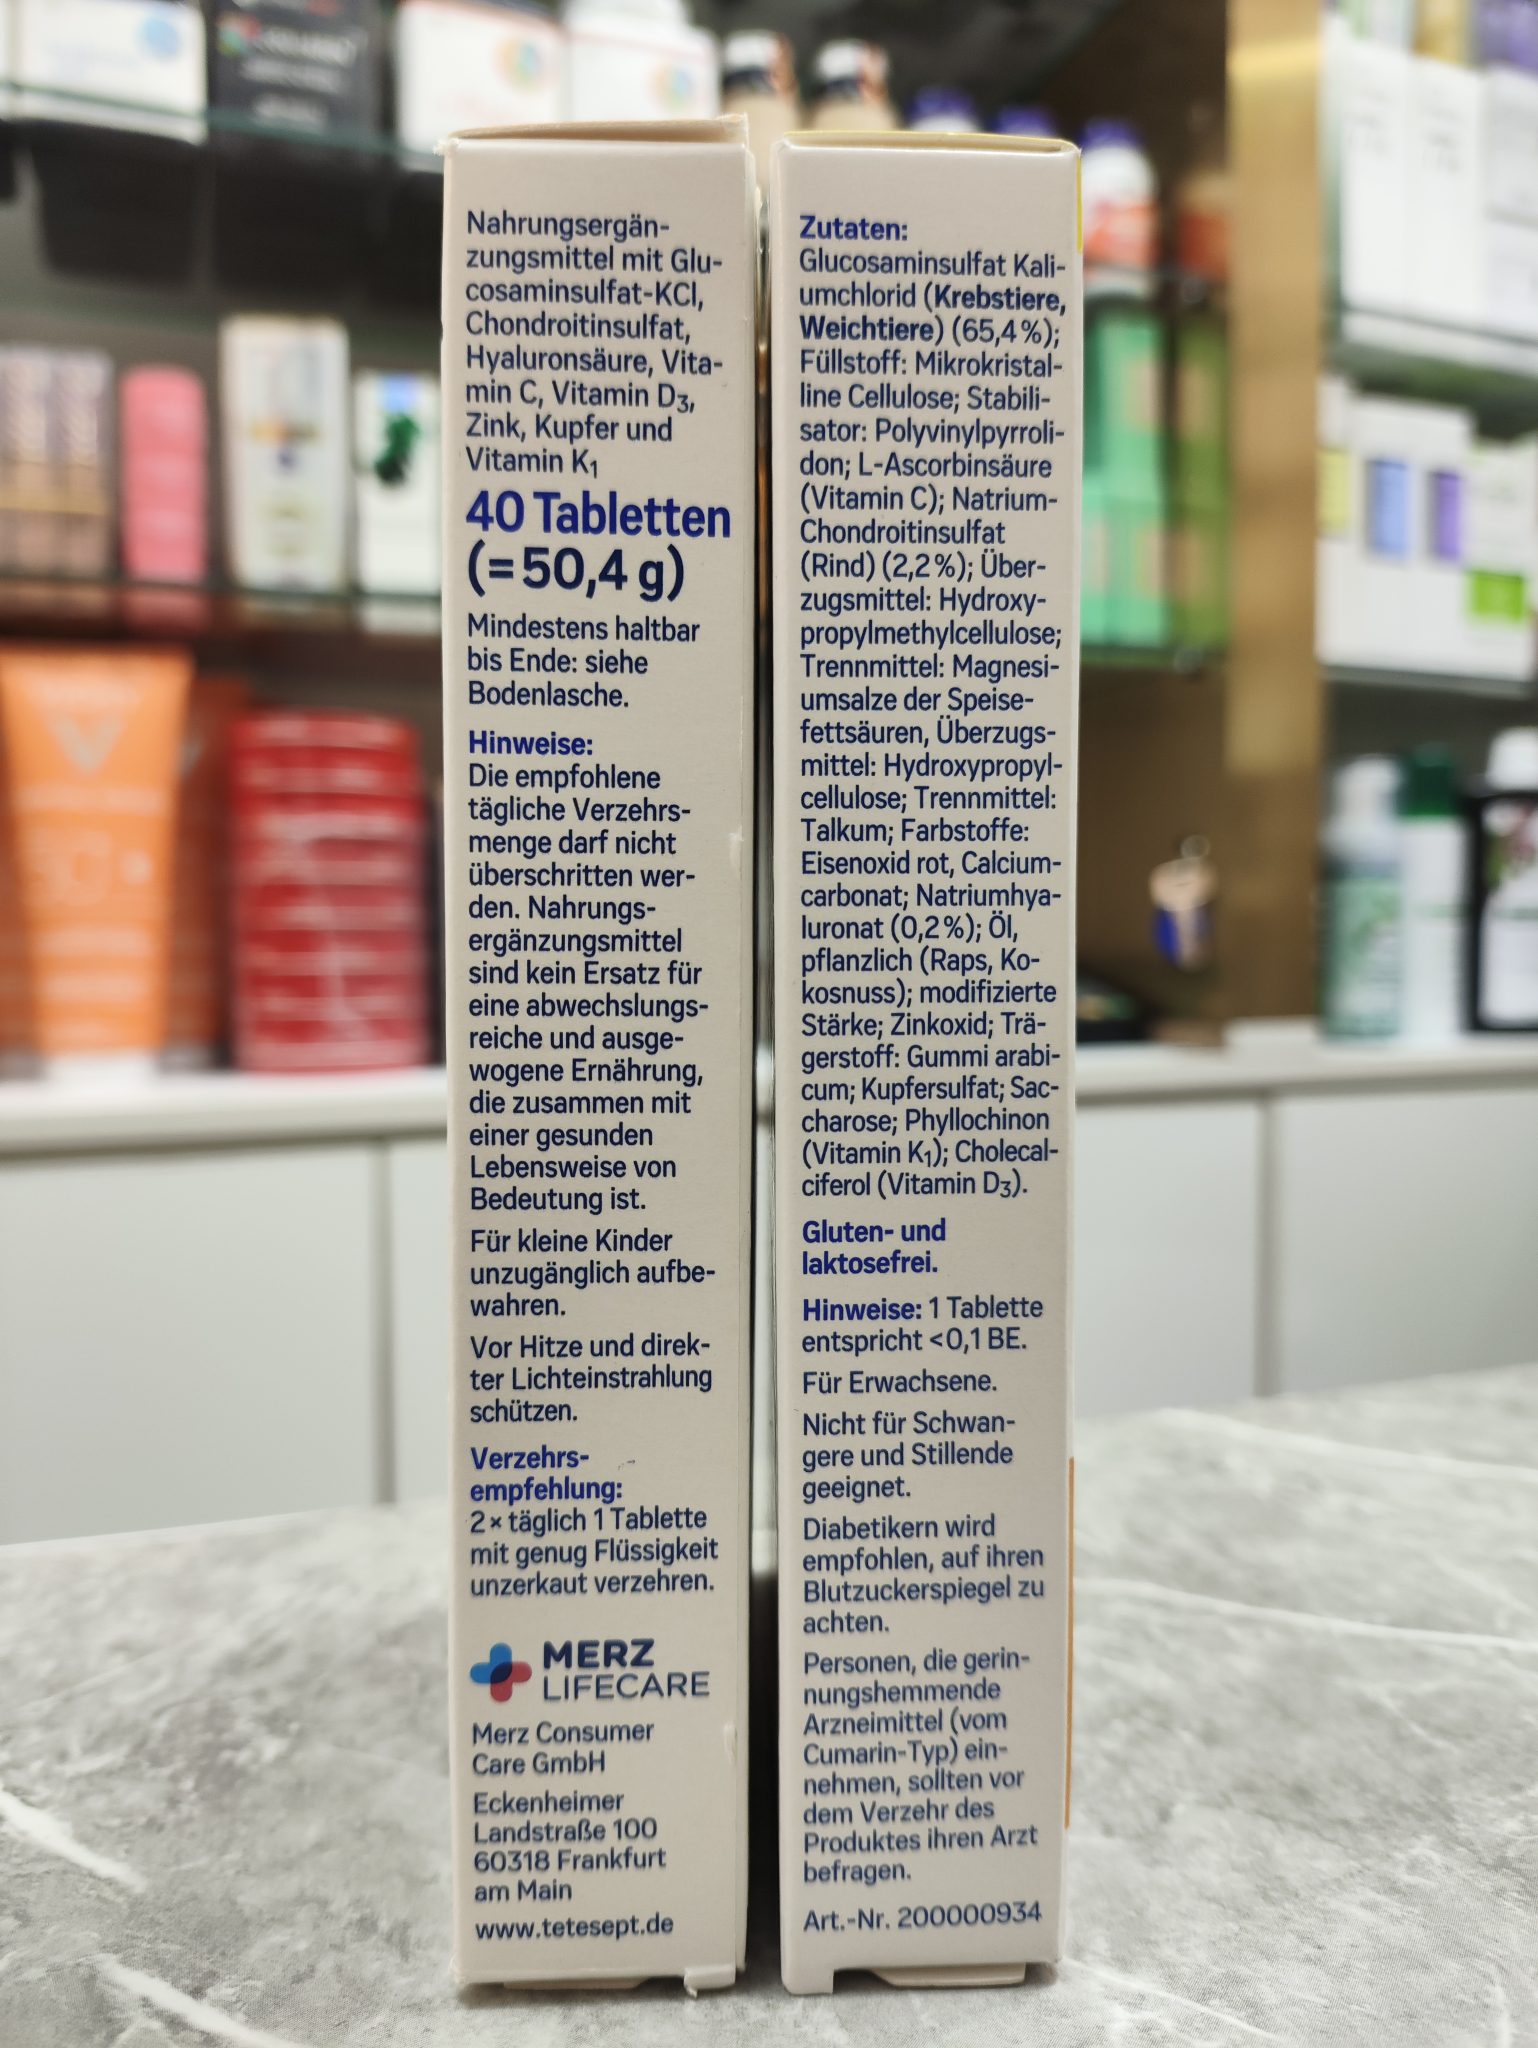 Nahrungsergän-
zungsmittel mit Glu-
cosaminsulfat-KCl,
Chondroitinsulfat,
Hyaluronsäure, Vita-
min C, Vitamin D3,
Zink, Kupfer und
Vitamin K1
40 Tabletten
(=50,4 g)
Mindestens haltbar
bis Ende: siehe
Bodenlasche.
Hinweise:
Die empfohlene
tägliche Verzehrs-
menge darf nicht
überschritten wer-
den. Nahrungs-
ergänzungsmittel
sind kein Ersatz für
eine abwechslungs-
reiche und ausge-
wogene Ernährung,
die zusammen mit
einer gesunden
Lebensweise von
Bedeutung ist.
Für kleine Kinder
unzugänglich aufbe-
wahren.
Vor Hitze und direk-
ter Lichteinstrahlung
schützen.
Verzehrs-
empfehlung:
2× täglich 1 Tablette
mit genug Flüssigkeit
unzerkaut verzehren.
MERZ
LIFECARE
Merz Consumer
Care GmbH
Eckenheimer
Landstraße 100
60318 Frankfurt
am Main
www.tetesept.de
Zutaten:
Glucosaminsulfat Kali-
umchlorid (Krebstiere,
Weichtiere) (65,4%);
Füllstoff: Mikrokristal-
line Cellulose; Stabili-
sator: Polyvinylpyrroli-
don; L-Ascorbinsäure
(Vitamin C); Natrium-
Chondroitinsulfat
(Rind) (2,2%); Über-
zugsmittel: Hydroxy-
propylmethylcellulose;
Trennmittel: Magnesi-
umsalze der Speise-
fettsäuren, Überzugs-
mittel: Hydroxypropyl-
cellulose; Trennmittel:
Talkum; Farbstoffe:
Eisenoxid rot, Calcium-
carbonat; Natriumhya-
luronat (0,2%); Öl,
pflanzlich (Raps, Ko-
kosnuss); modifizierte
Stärke; Zinkoxid; Trä-
gerstoff: Gummi arabi-
cum; Kupfersulfat; Sac-
charose; Phyllochinon
(Vitamin K1); Cholecal-
ciferol (Vitamin D3).
Gluten- und
laktosefrei.
Hinweise: 1 Tablette
entspricht <0,1 BE.
Für Erwachsene.
Nicht für Schwan-
gere und Stillende
geeignet.
Diabetikern wird
empfohlen, auf ihren
Blutzuckerspiegel zu
achten.
Personen, die gerin-
nungshemmende
Arzneimittel (vom
Cumarin-Typ) ein-
nehmen, sollten vor
dem Verzehr des
Produktes ihren Arzt
befragen.
Art.-Nr. 200000934